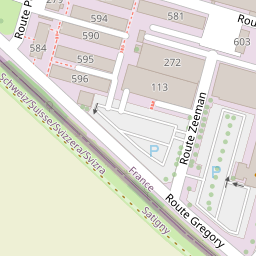 273
594
581
Route P
590
603
584
595
272
596
113
Route Zeeman
P
P
Schweiz/Suisse/Svizzera/Svizra
France
Satigny
Route Gregory